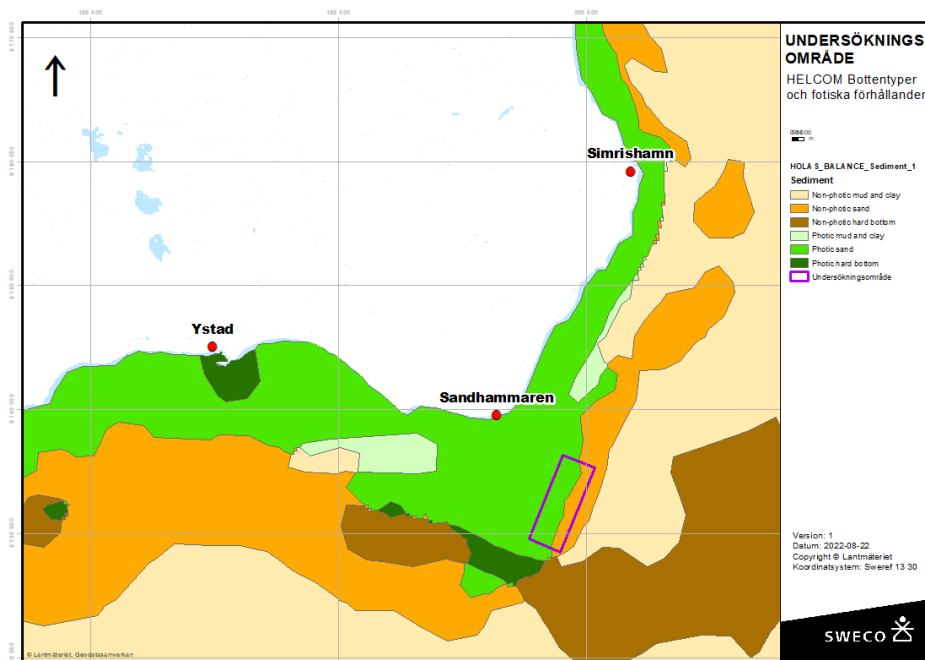 UNDERSÖKNINGS
OMRÅDE
HELCOM Bottentyper
och fotiska förhållanden
m
HOLAS_BALANCE_Sediment_1
Sediment
Non-photic mud and clay
Non-photic sand
Non-photic hard bottom
Photic mud and clay
Photic sand
Photic hard bottom
Undersökningsområde
Simrishamn
Ystad
Sandhammaren
Version: 1
Datum: 2022-08-22
Copyright © Lantmäteriet
Koordinatsystem: Sweref 13 30
SWECO
© Lantmäteriet, Geodatasamverkan